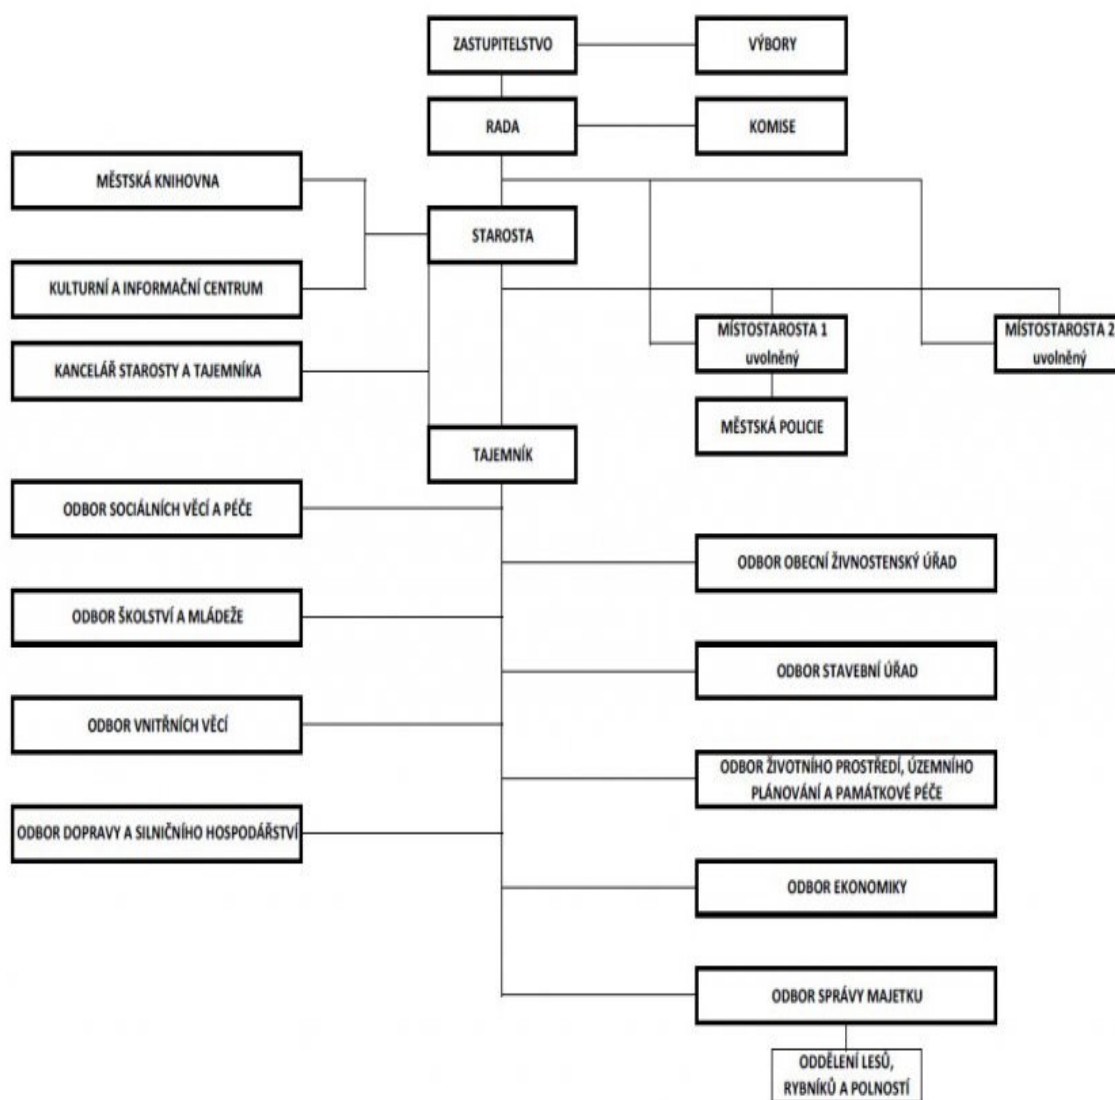 ZASTUPITELSTVO
VÝBORY
RADA
KOMISE
MĚSTSKÁ KNIHOVNA
STAROSTA
KULTURNÍ A INFORMAČNÍ CENTRUM
MÍSTOSTAROSTA 1
uvolněný
MÍSTOSTAROSTA 2
uvolněný
KANCELÁŘ STAROSTY A TAJEMNÍKA
MĚSTSKÁ POLICIE
TAJEMNÍK
ODBOR SOCIÁLNÍCH VĚCÍ A PÉČE
ODBOR OBECNÍ ŽIVNOSTENSKÝ ÚŘAD
ODBOR ŠKOLSTVÍ A MLÁDEŽE
ODBOR STAVEBNÍ ÚŘAD
ODBOR VNITŘNÍCH VĚCÍ
ODBOR ŽIVOTNÍHO PROSTŘEDÍ, ÚZEMNÍHO
PLÁNOVÁNÍ A PAMÁTKOVÉ PÉČE
ODBOR DOPRAVY A SILNIČNÍHO HOSPODÁŘSTVÍ
ODBOR EKONOMIKY
ODBOR SPRÁVY MAJETKU
ODDĚLENÍ LESŮ,
RYBNÍKŮ A POLNOSTÍ